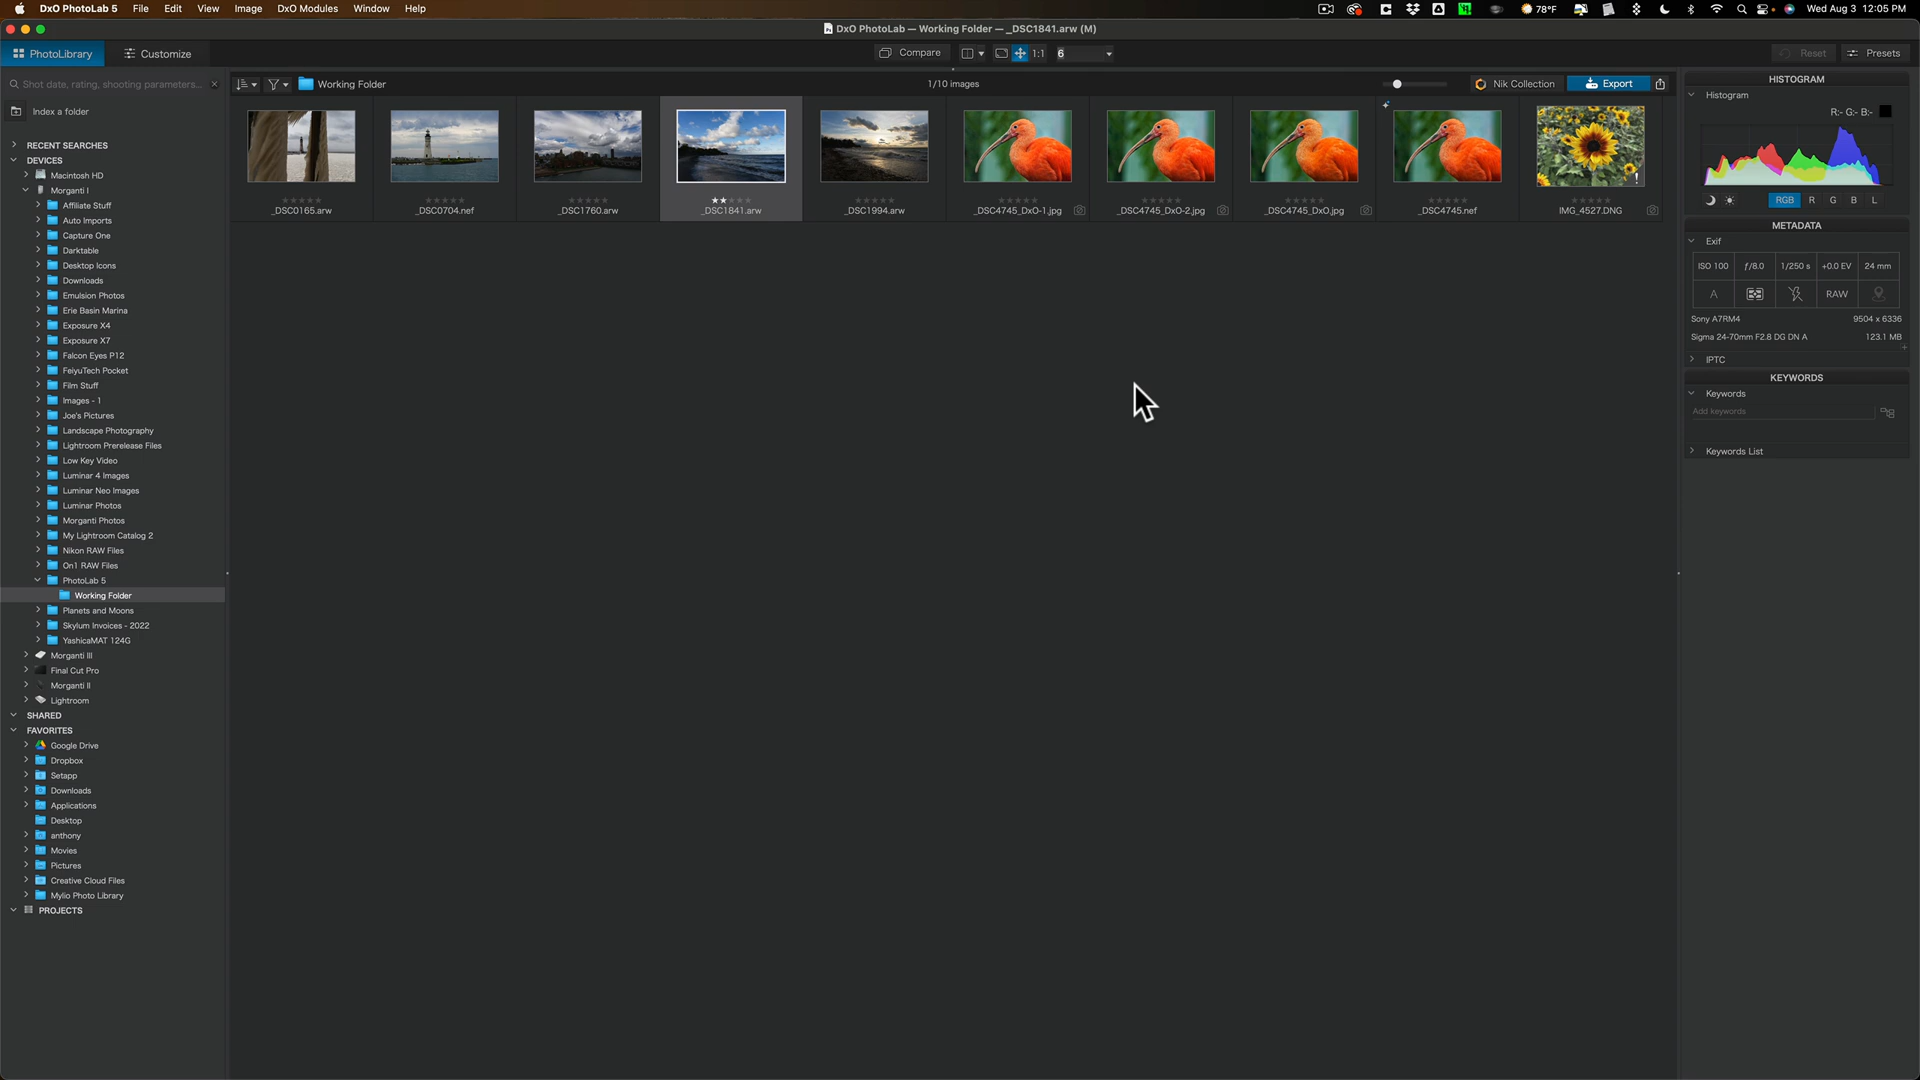 DxO PhotoLab 5 File Edit View Image DxO Modules Window Help 78°F Wed Aug 3 12:05 PM
DxO PhotoLab — Working Folder — _DSC1841.arw (M)
PhotoLibrary Customize Compare 1:1 6 Reset Presets
Shot date, rating, shooting parameters... Working Folder 1/10 images Nik Collection Export
Index a folder
RECENT SEARCHES
DEVICES
Macintosh HD
Morganti I
Affiliate Stuff
Auto Imports
Capture One
Darktable
Desktop Icons
Downloads
Emulsion Photos
Erie Basin Marina
Exposure X4
Exposure X7
Falcon Eyes P12
FeiyuTech Pocket
Film Stuff
Images - 1
Joe's Pictures
Landscape Photography
Lightroom Prerelease Files
Low Key Video
Luminar 4 Images
Luminar Neo Images
Luminar Photos
Morganti Photos
My Lightroom Catalog 2
Nikon RAW Files
On1 RAW Files
PhotoLab 5
Working Folder
Planets and Moons
Skylum Invoices - 2022
YashicaMAT 124G
Morganti III
Final Cut Pro
Morganti II
Lightroom
SHARED
FAVORITES
Google Drive
Dropbox
Setapp
Downloads
Applications
Desktop
anthony
Movies
Pictures
Creative Cloud Files
Mylio Photo Library
PROJECTS
_DSC0165.arw _DSC0704.nef _DSC1760.arw _DSC1841.arw _DSC1994.arw _DSC4745_DxO-1.jpg _DSC4745_DxO-2.jpg _DSC4745_DxO.jpg _DSC4745.nef IMG_4527.DNG
HISTOGRAM
Histogram
R:- G:- B:-
RGB R G B L
METADATA
Exif
ISO 100 ƒ/8.0 1/250 s +0.0 EV 24 mm
A RAW
Sony A7RM4 9504 x 6336
Sigma 24-70mm F2.8 DG DN A 123.1 MB
IPTC
KEYWORDS
Keywords
Add keywords
Keywords List